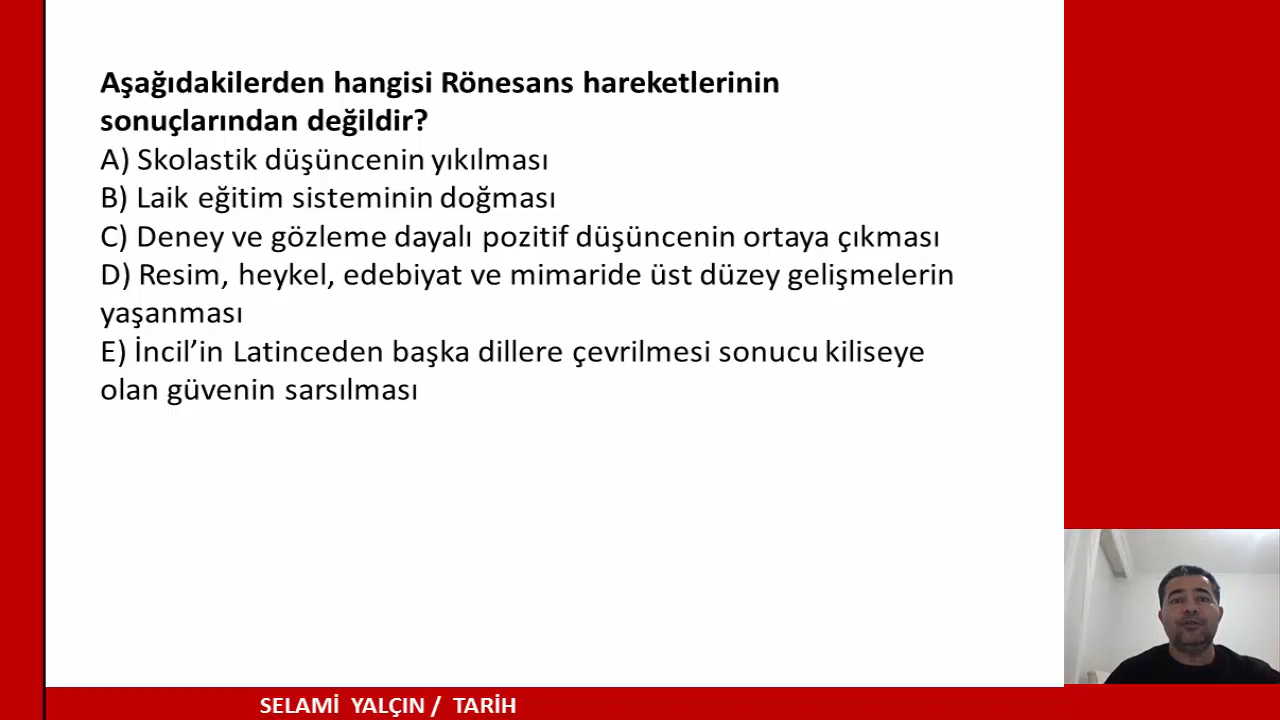 Aşağıdakilerden hangisi Rönesans hareketlerinin
sonuçlarından değildir?
A) Skolastik düşüncenin yıkılması
B) Laik eğitim sisteminin doğması
C) Deney ve gözleme dayalı pozitif düşüncenin ortaya çıkması
D) Resim, heykel, edebiyat ve mimaride üst düzey gelişmelerin
yaşanması
E) İncil’in Latinceden başka dillere çevrilmesi sonucu kiliseye
olan güvenin sarsılması
SELAMİ YALÇIN / TARİH